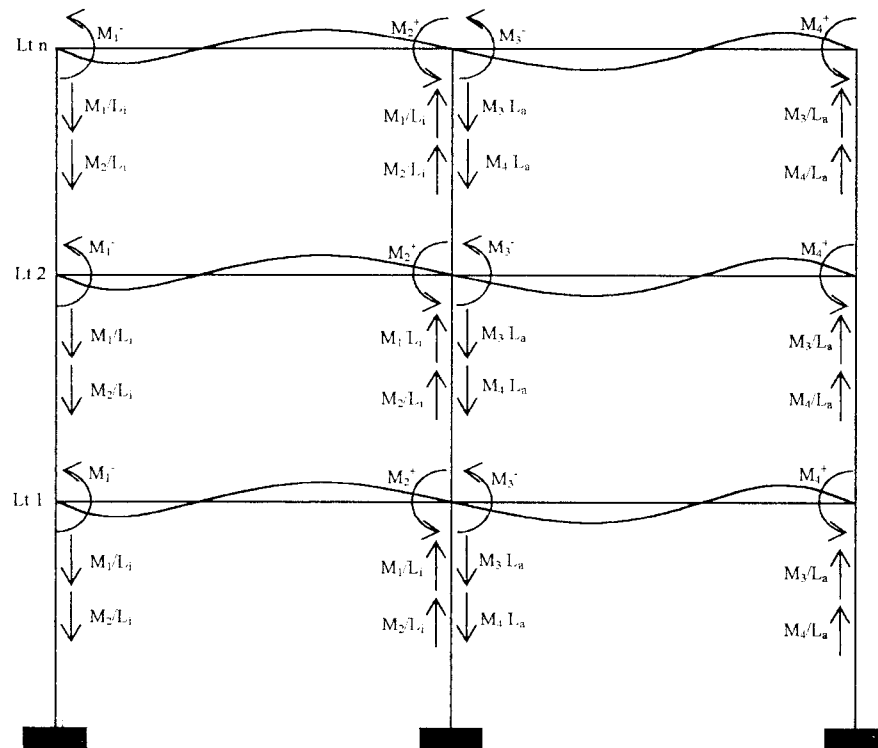 M₁⁻ M₂⁺ M₃⁻ M₄⁺
Lt n
M₁/Lᵢ M₁/Lᵢ M₃ Lₐ M₃/Lₐ
M₂/Lᵢ M₂/Lᵢ M₄ Lₐ M₄/Lₐ
M₁⁻ M₂⁺ M₃⁻ M₄⁺
Lt 2
M₁/Lᵢ M₁ Lᵢ M₃ Lₐ M₃/Lₐ
M₂/Lᵢ M₂/Lᵢ M₄ Lₐ M₄/Lₐ
M₁⁻ M₂⁺ M₃⁻ M₄⁺
Lt 1
M₁/Lᵢ M₁/Lᵢ M₃ Lₐ M₃/Lₐ
M₂/Lᵢ M₂/Lᵢ M₄ Lₐ M₄/Lₐ